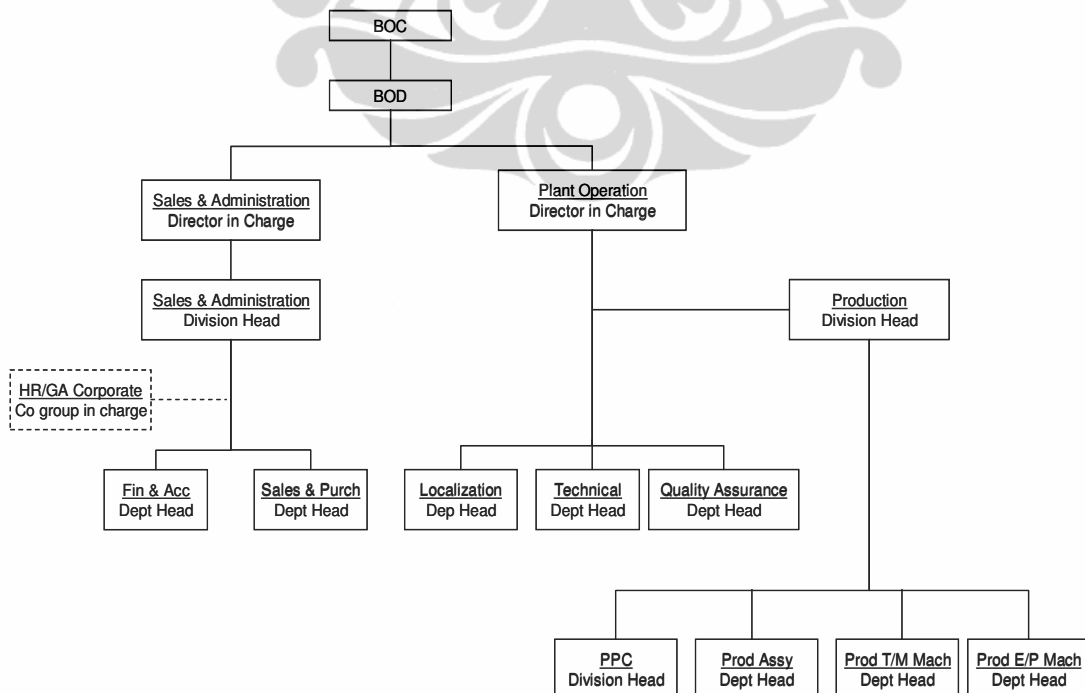 BOC
BOD
Sales & Administration
Director in Charge
Plant Operation
Director in Charge
Sales & Administration
Division Head
Production
Division Head
HR/GA Corporate
Co group in charge
Fin & Acc
Dept Head
Sales & Purch
Dept Head
Localization
Dep Head
Technical
Dept Head
Quality Assurance
Dept Head
PPC
Division Head
Prod Assy
Dept Head
Prod T/M Mach
Dept Head
Prod E/P Mach
Dept Head